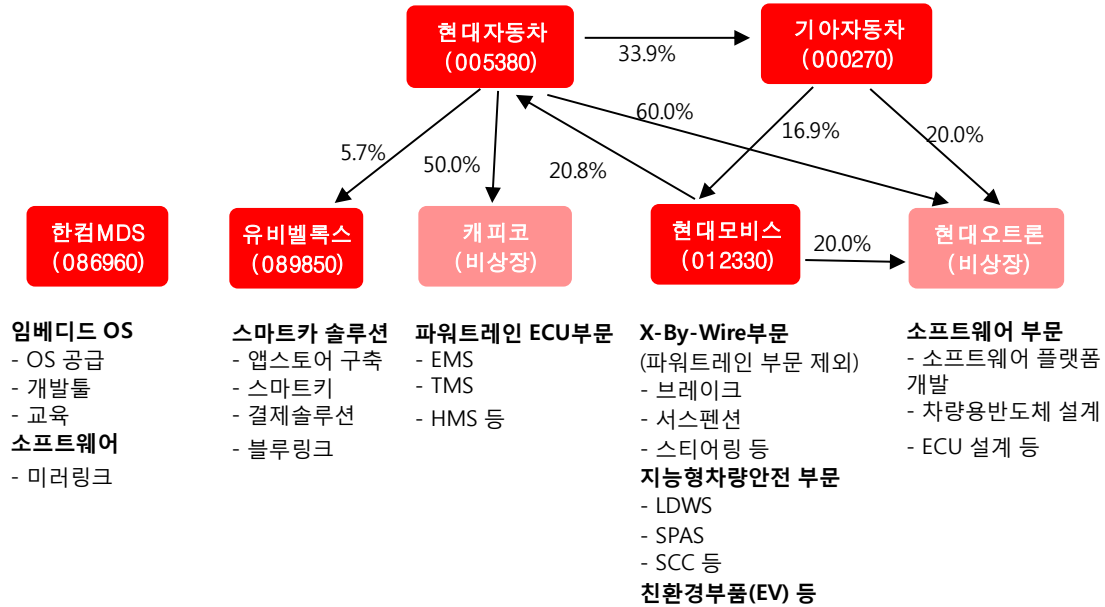 현대자동차
(005380)
33.9%
기아자동차
(000270)
5.7%
50.0%
20.8%
60.0%
16.9%
20.0%
한컴MDS
(086960)
유비벨록스
(089850)
캐피코
(비상장)
현대모비스
(012330)
20.0%
현대오트론
(비상장)
임베디드 OS
- OS 공급
- 개발툴
- 교육
소프트웨어
- 미러링크
스마트카 솔루션
- 앱스토어 구축
- 스마트키
- 결제솔루션
- 블루링크
파워트레인 ECU부문
- EMS
- TMS
- HMS 등
X-By-Wire부문
(파워트레인 부문 제외)
- 브레이크
- 서스펜션
- 스티어링 등
지능형차량안전 부문
- LDWS
- SPAS
- SCC 등
친환경부품(EV) 등
소프트웨어 부문
- 소프트웨어 플랫폼
개발
- 차량용반도체 설계
- ECU 설계 등